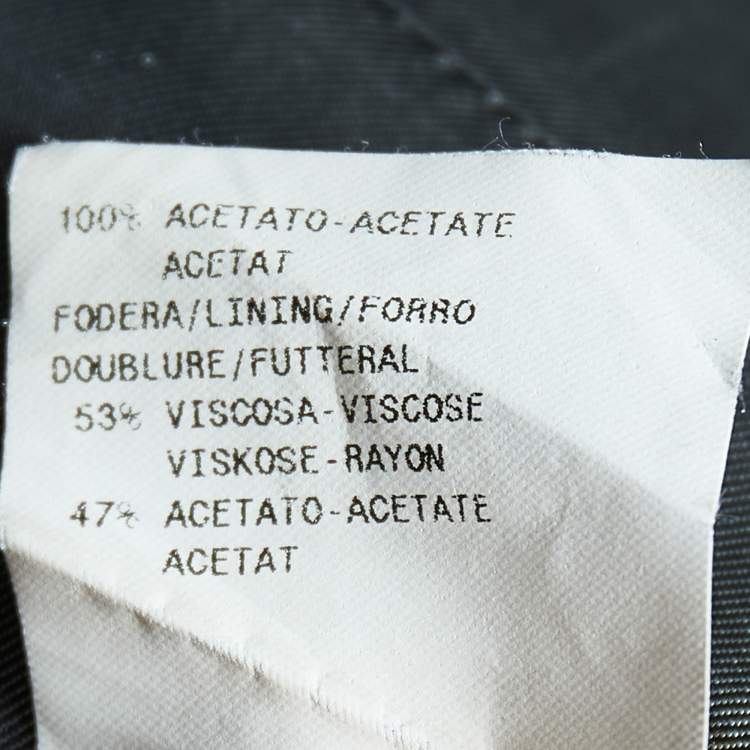 100% ACETATO-ACETATE
ACETAT
FODERA/LINING/FORRO
DOUBLURE/FUTTERAL
53% VISCOSA-VISCOSE
VISKOSE-RAYON
47% ACETATO-ACETATE
ACETAT